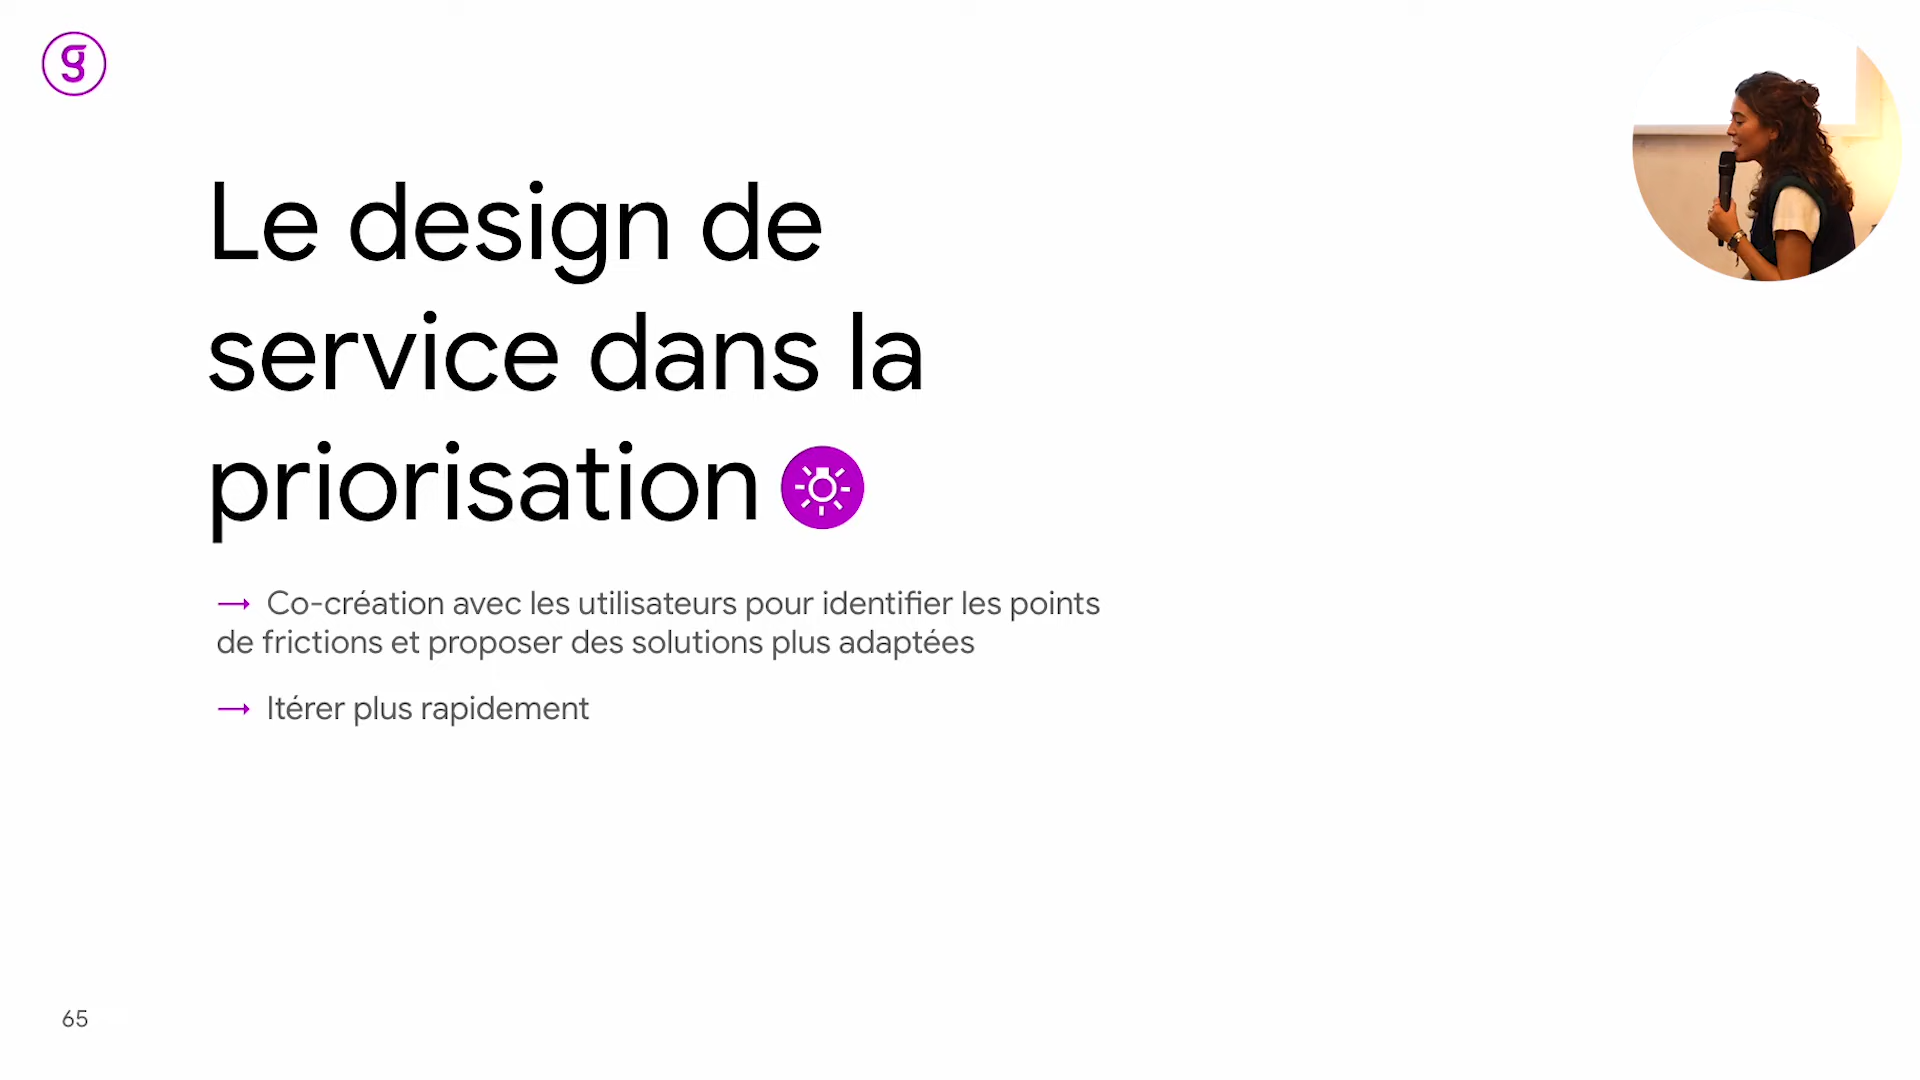 g
Le design de
service dans la
priorisation
→ Co-création avec les utilisateurs pour identifier les points
de frictions et proposer des solutions plus adaptées
→ Itérer plus rapidement
65